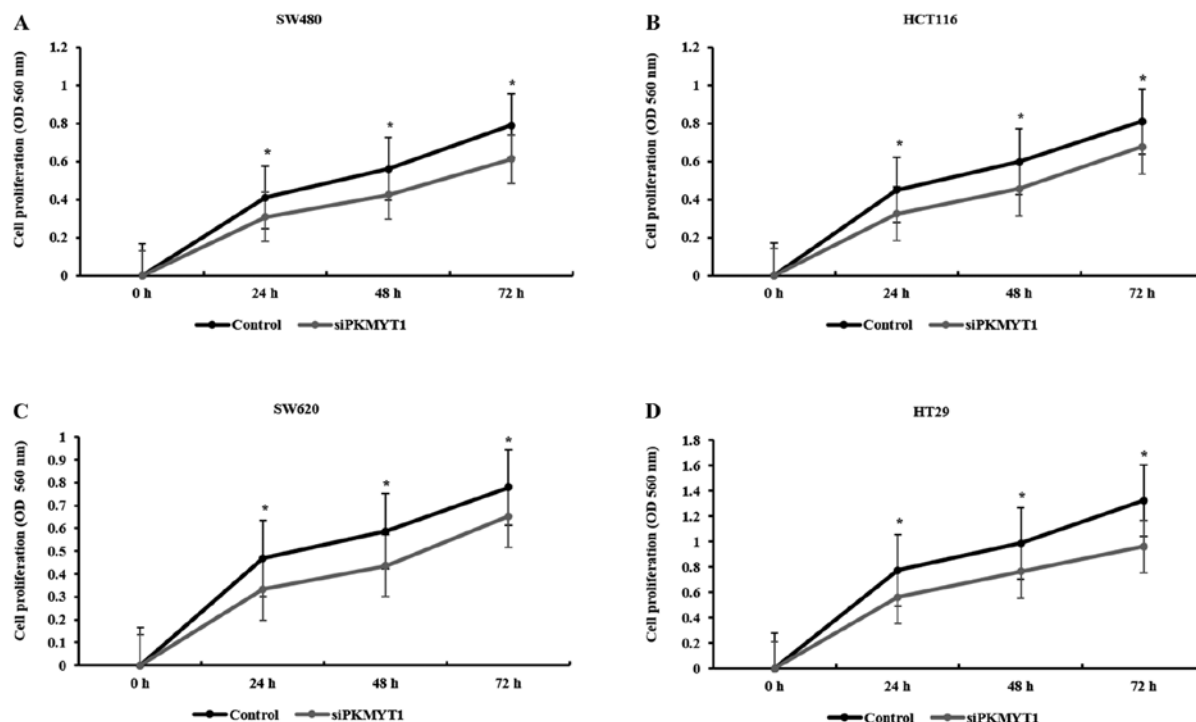 A
SW480
Cell proliferation (OD 560 nm)
1.2
1
0.8
0.6
0.4
0.2
0
*
*
*
0 h 24 h 48 h 72 h
Control siPKMYT1
B
HCT116
Cell proliferation (OD 560 nm)
1.2
1
0.8
0.6
0.4
0.2
0
*
*
*
0 h 24 h 48 h 72 h
Control siPKMYT1
C
SW620
Cell proliferation (OD 560 nm)
1
0.9
0.8
0.7
0.6
0.5
0.4
0.3
0.2
0.1
0
*
*
*
0 h 24 h 48 h 72 h
Control siPKMYT1
D
HT29
Cell proliferation (OD 560 nm)
1.8
1.6
1.4
1.2
1
0.8
0.6
0.4
0.2
0
*
*
*
0 h 24 h 48 h 72 h
Control siPKMYT1